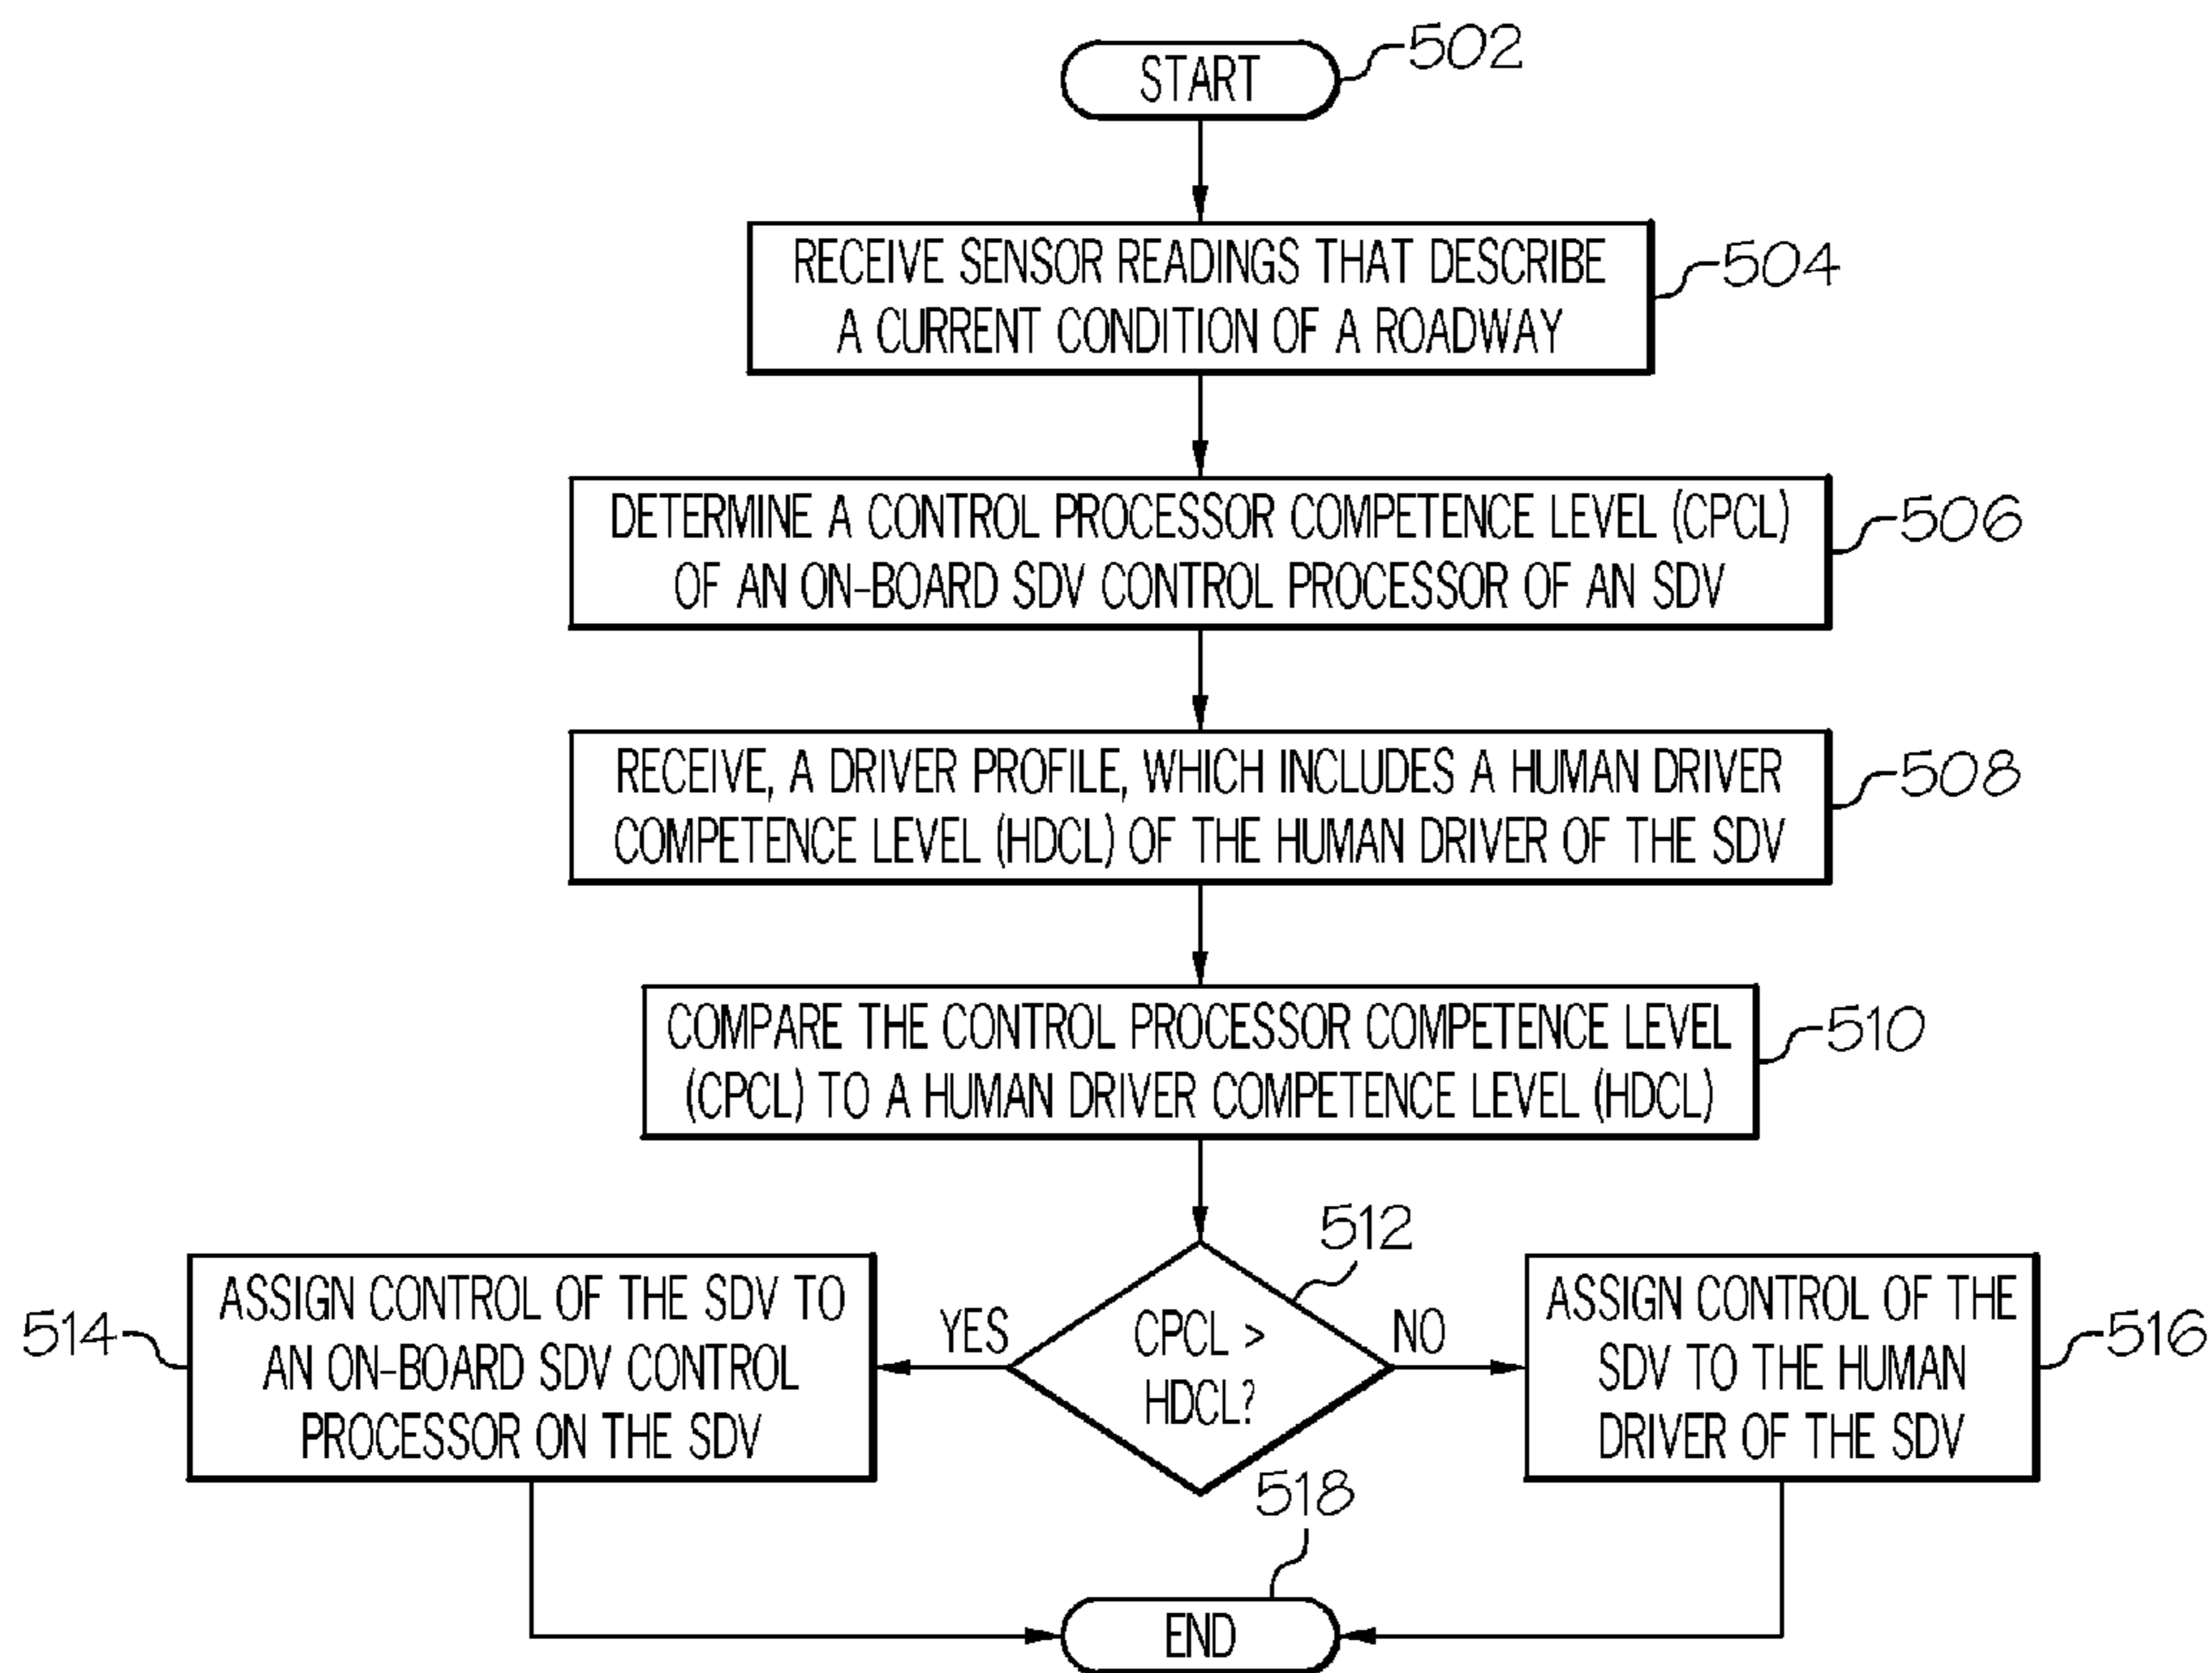 START
502
RECEIVE SENSOR READINGS THAT DESCRIBE
A CURRENT CONDITION OF A ROADWAY
504
DETERMINE A CONTROL PROCESSOR COMPETENCE LEVEL (CPCL)
OF AN ON-BOARD SDV CONTROL PROCESSOR OF AN SDV
506
RECEIVE, A DRIVER PROFILE, WHICH INCLUDES A HUMAN DRIVER
COMPETENCE LEVEL (HDCL) OF THE HUMAN DRIVER OF THE SDV
508
COMPARE THE CONTROL PROCESSOR COMPETENCE LEVEL
(CPCL) TO A HUMAN DRIVER COMPETENCE LEVEL (HDCL)
510
512
CPCL >
HDCL?
YES
NO
514
ASSIGN CONTROL OF THE SDV TO
AN ON-BOARD SDV CONTROL
PROCESSOR ON THE SDV
ASSIGN CONTROL OF THE
SDV TO THE HUMAN
DRIVER OF THE SDV
516
518
END